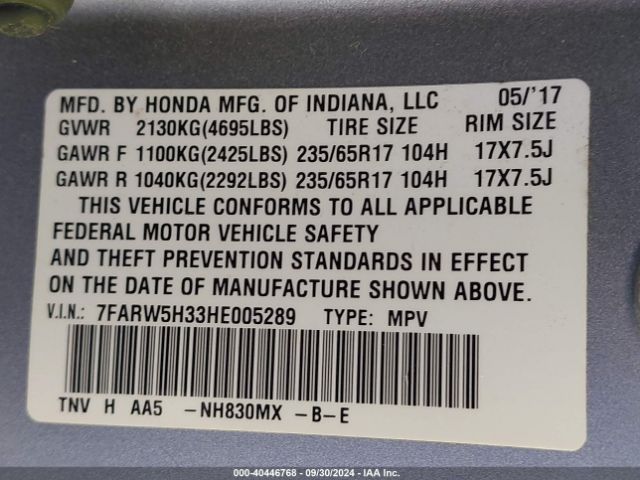 MFD. BY HONDA MFG. OF INDIANA, LLC 05/'17
GVWR 2130KG(4695LBS) TIRE SIZE RIM SIZE
GAWR F 1100KG(2425LBS) 235/65R17 104H 17X7.5J
GAWR R 1040KG(2292LBS) 235/65R17 104H 17X7.5J
THIS VEHICLE CONFORMS TO ALL APPLICABLE
FEDERAL MOTOR VEHICLE SAFETY
AND THEFT PREVENTION STANDARDS IN EFFECT
ON THE DATE OF MANUFACTURE SHOWN ABOVE.
V.I.N.: 7FARW5H33HE005289 TYPE: MPV
TNV H AA5 -NH830MX -B-E
000-40446768 - 09/30/2024 - IAA Inc.